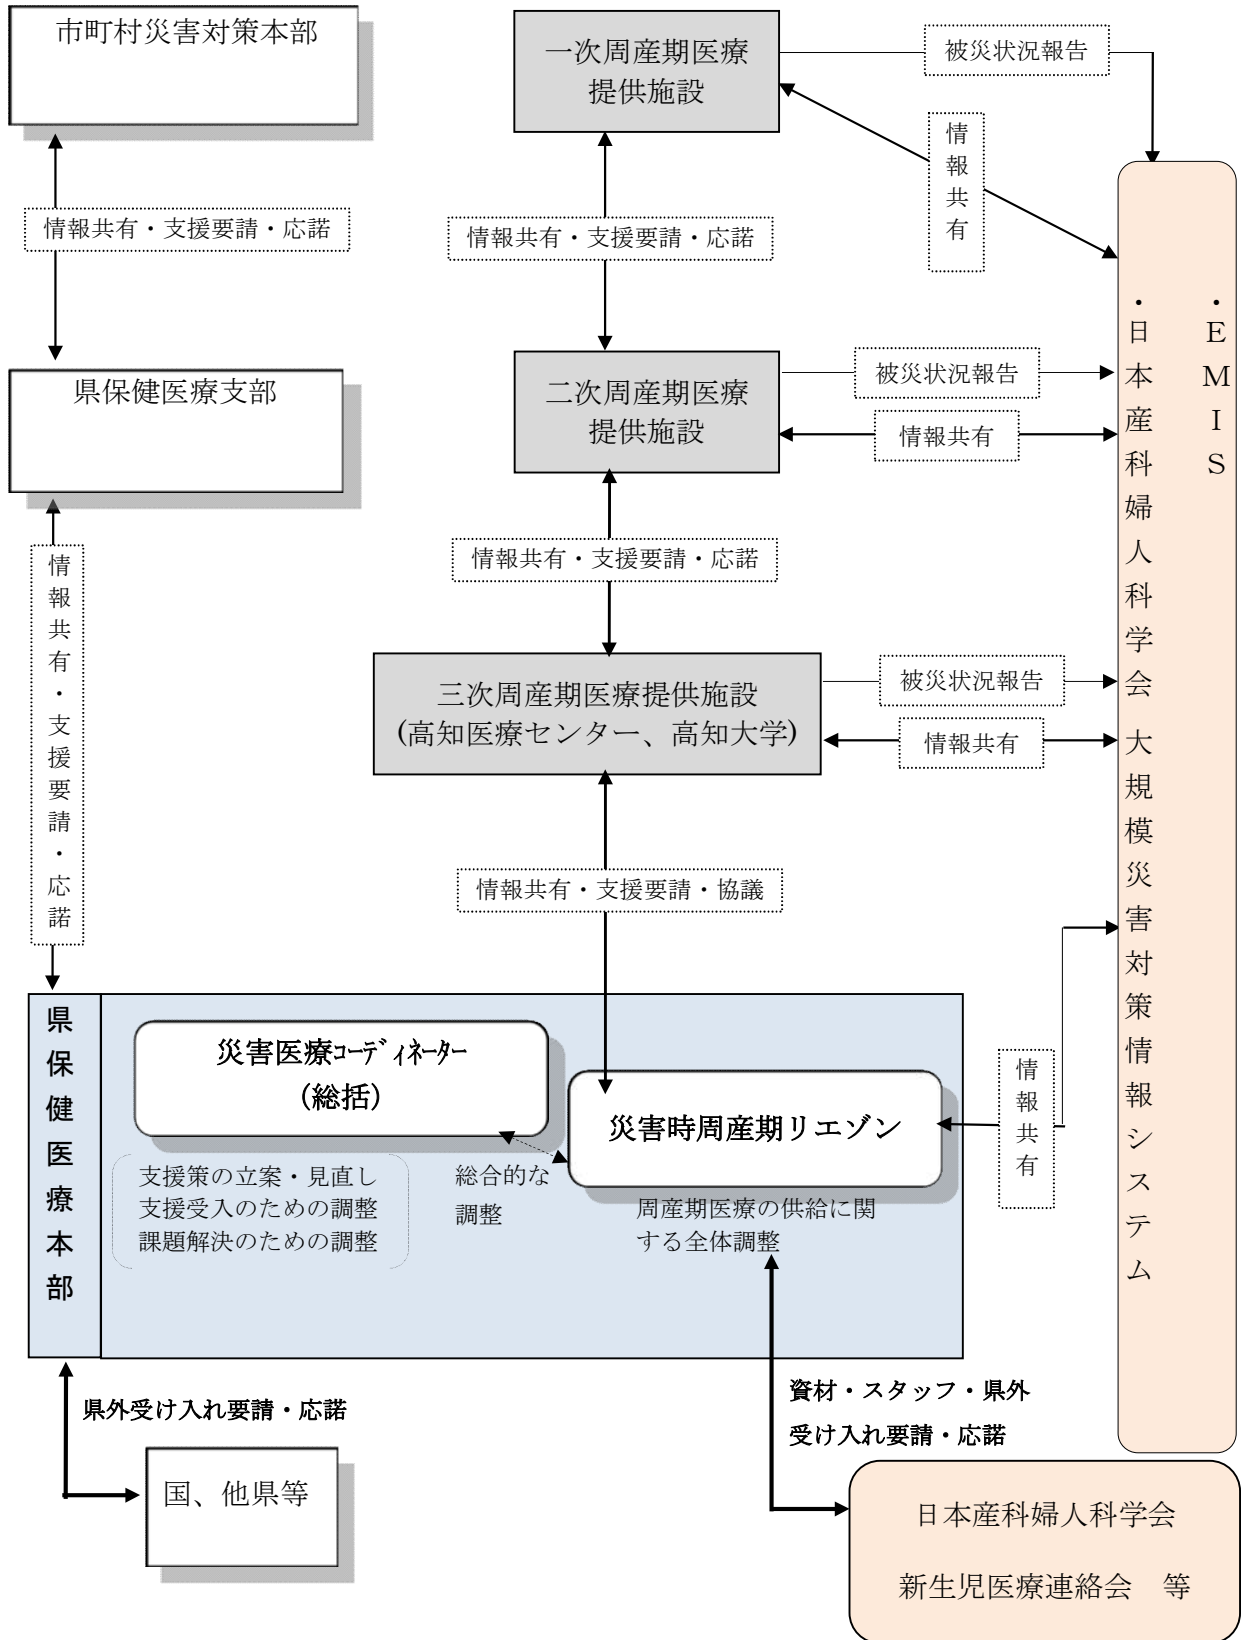 市町村災害対策本部
一次周産期医療
提供施設
被災状況報告
情報共有
情報共有・支援要請・応諾
情報共有・支援要請・応諾
・EMIS
・日本産科婦人科学会 大規模災害対策情報システム
県保健医療支部
二次周産期医療
提供施設
被災状況報告
情報共有
情報共有・支援要請・応諾
情報共有・支援要請・応諾
三次周産期医療提供施設
(高知医療センター、高知大学)
被災状況報告
情報共有
情報共有・支援要請・協議
県保健医療本部
災害医療ｺｰﾃﾞｨﾈｰﾀｰ
(総括)
災害時周産期リエゾン
情報共有
支援策の立案・見直し
支援受入のための調整
課題解決のための調整
総合的な
調整
周産期医療の供給に関
する全体調整
県外受け入れ要請・応諾
資材・スタッフ・県外
受け入れ要請・応諾
国、他県等
日本産科婦人科学会
新生児医療連絡会　等